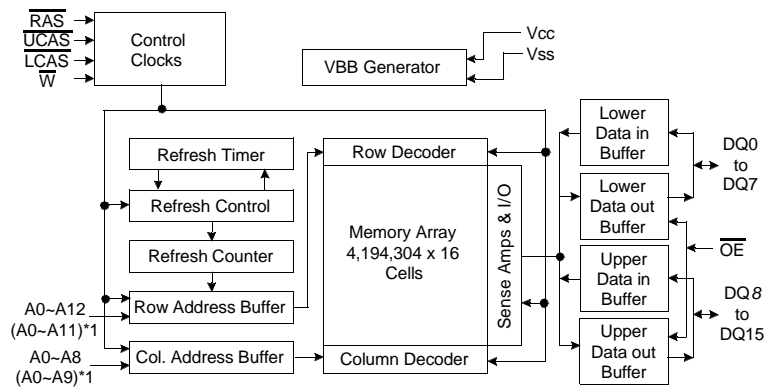 RAS
UCAS
LCAS
W
Control
Clocks
VBB Generator
Vcc
Vss
Refresh Timer
Refresh Control
Refresh Counter
Row Address Buffer
Col. Address Buffer
A0~A12
(A0~A11)*1
A0~A8
(A0~A9)*1
Row Decoder
Memory Array
4,194,304 x 16
Cells
Column Decoder
Sense Amps & I/O
Lower
Data in
Buffer
Lower
Data out
Buffer
Upper
Data in
Buffer
Upper
Data out
Buffer
DQ0
to
DQ7
OE
DQ8
to
DQ15